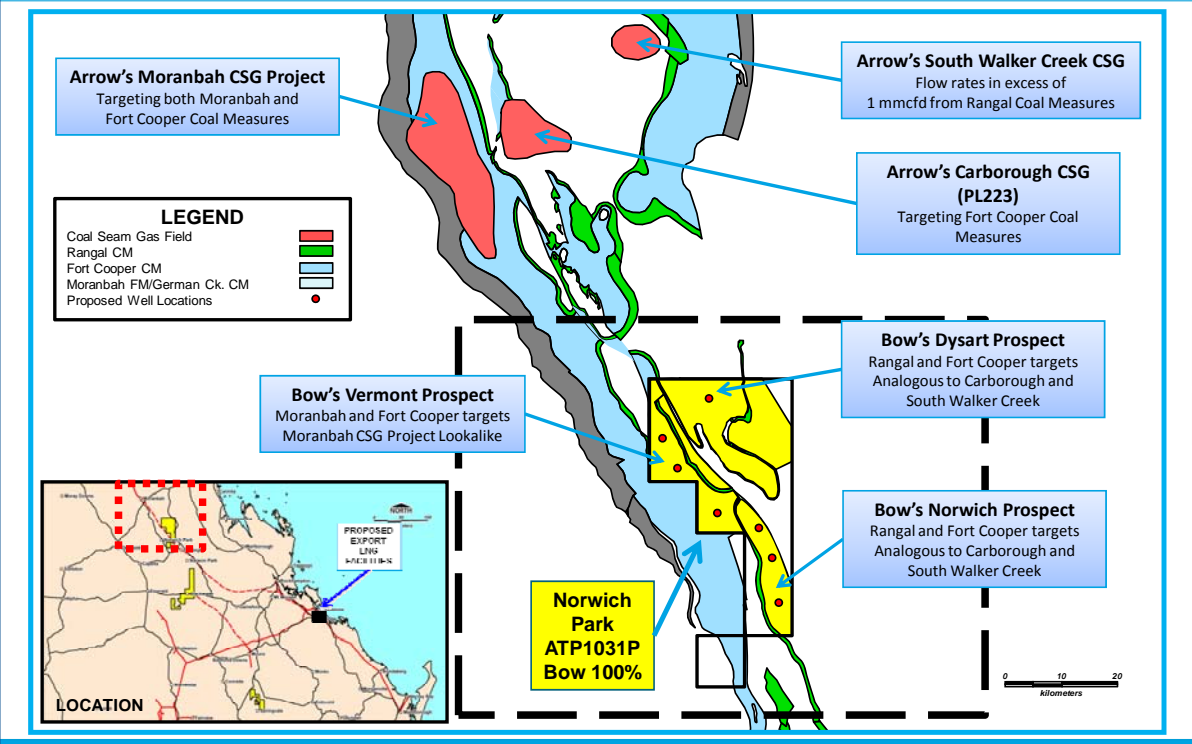 Arrow's Moranbah CSG Project
Targeting both Moranbah and
Fort Cooper Coal Measures
Arrow's South Walker Creek CSG
Flow rates in excess of
1 mmcfd from Rangal Coal Measures
Arrow's Carborough CSG
(PL223)
Targeting Fort Cooper Coal
Measures
LEGEND
Coal Seam Gas Field
Rangal CM
Fort Cooper CM
Moranbah FM/German Ck. CM
Proposed Well Locations
Bow's Dysart Prospect
Rangal and Fort Cooper targets
Analogous to Carborough and
South Walker Creek
Bow's Vermont Prospect
Moranbah and Fort Cooper targets
Moranbah CSG Project Lookalike
Bow's Norwich Prospect
Rangal and Fort Cooper targets
Analogous to Carborough and
South Walker Creek
Norwich
Park
ATP1031P
Bow 100%
NORTH
PROPOSED
EXPORT
LNG
FACILITIES
LOCATION
0 10 20
kilometers